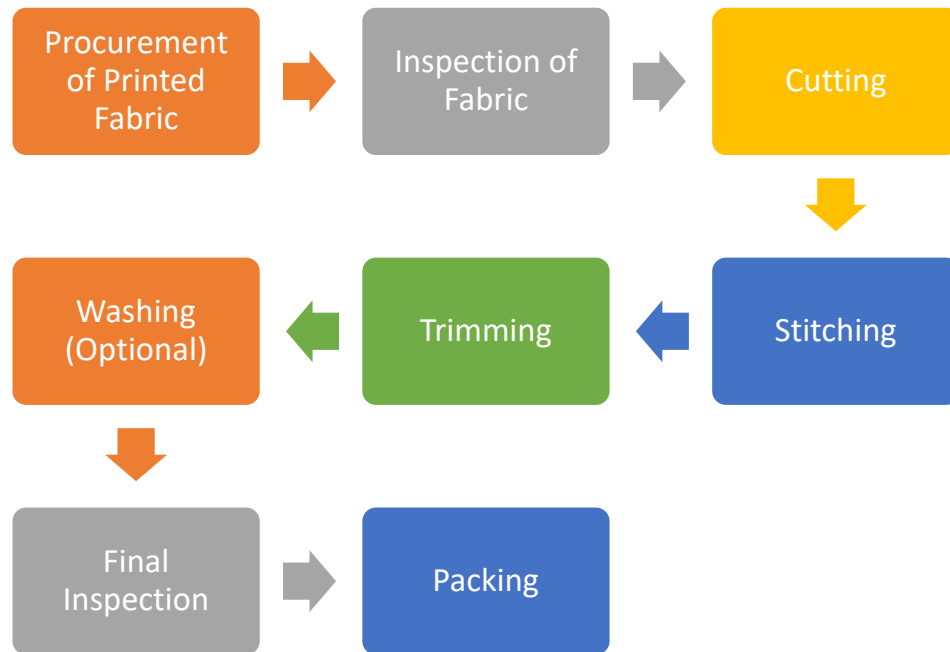 Procurement
of Printed
Fabric
Inspection of
Fabric
Cutting
Stitching
Trimming
Washing
(Optional)
Final
Inspection
Packing